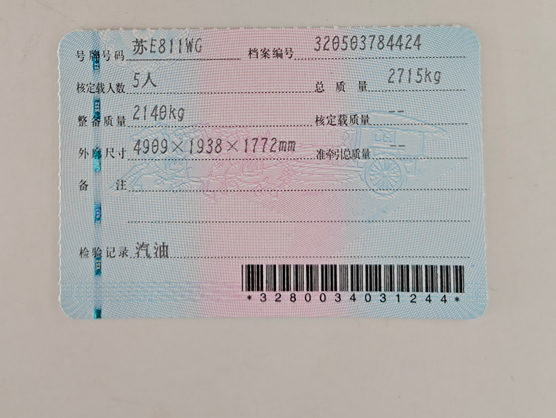 号牌号码 苏E811WG 档案编号 320503784424
核定载人数 5人 总质量 2715kg
整备质量 2140kg 核定载质量 --
外廓尺寸 4909×1938×1772mm 准牵引总质量 --
备注
检验记录 汽油
*3280034031244*